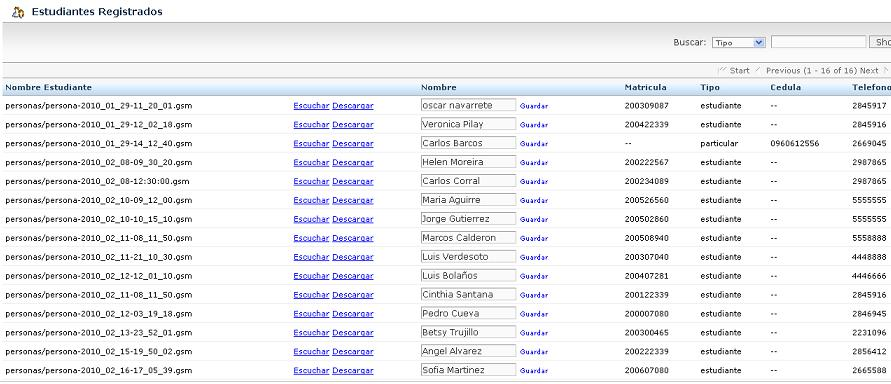 Estudiantes Registrados
Buscar: Tipo Sho
Start Previous (1 - 16 of 16) Next
Nombre Estudiante Nombre Matricula Tipo Cedula Telefono
personas/persona-2010_01_29-11_20_01.gsm Escuchar Descargar oscar navarrete Guardar 200309087 estudiante -- 2845917
personas/persona-2010_01_29-12_02_18.gsm Escuchar Descargar Veronica Pilay Guardar 200422339 estudiante -- 2845916
personas/persona-2010_01_29-14_12_40.gsm Escuchar Descargar Carlos Barcos Guardar -- particular 0960612556 2669045
personas/persona-2010_02_08-09_30_20.gsm Escuchar Descargar Helen Moreira Guardar 200222567 estudiante -- 2987865
personas/persona-2010_02_08-12:30:00.gsm Escuchar Descargar Carlos Corral Guardar 200234089 estudiante -- 2987865
personas/persona-2010_02_10-09_12_00.gsm Escuchar Descargar Maria Aguirre Guardar 200526560 estudiante -- 5555555
personas/persona-2010_02_10-10_15_10.gsm Escuchar Descargar Jorge Gutierrez Guardar 200502860 estudiante -- 5555555
personas/persona-2010_02_11-08_11_50.gsm Escuchar Descargar Marcos Calderon Guardar 200508940 estudiante -- 5558888
personas/persona-2010_02_11-21_10_30.gsm Escuchar Descargar Luis Verdesoto Guardar 200307040 estudiante -- 4448888
personas/persona-2010_02_12-12_01_10.gsm Escuchar Descargar Luis Bolaños Guardar 200407281 estudiante -- 4446666
personas/persona-2010_02_11-08_11_50.gsm Escuchar Descargar Cinthia Santana Guardar 200122339 estudiante -- 2845916
personas/persona-2010_02_12-03_19_18.gsm Escuchar Descargar Pedro Cueva Guardar 200007080 estudiante -- 2846945
personas/persona-2010_02_13-23_52_01.gsm Escuchar Descargar Betsy Trujillo Guardar 200300465 estudiante -- 2231096
personas/persona-2010_02_15-19_50_02.gsm Escuchar Descargar Angel Alvarez Guardar 200222339 estudiante -- 2856412
personas/persona-2010_02_16-17_05_39.gsm Escuchar Descargar Sofia Martinez Guardar 200607080 estudiante -- 2665588